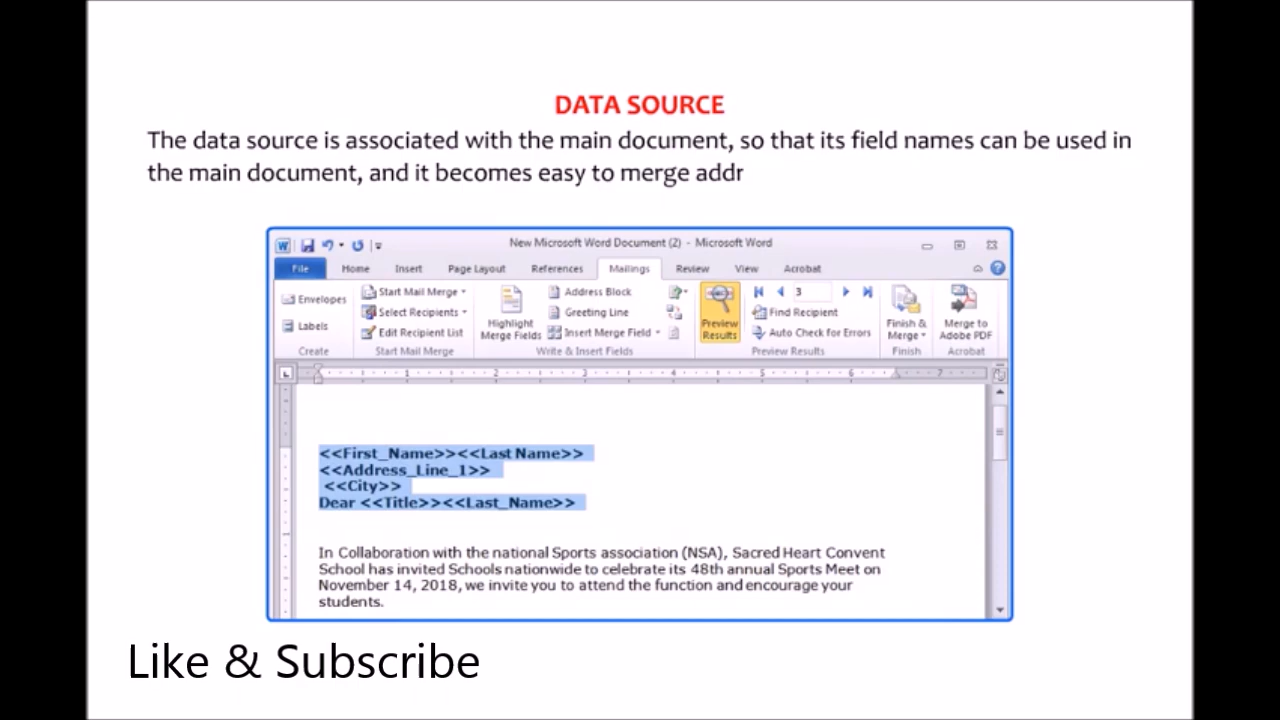 DATA SOURCE
The data source is associated with the main document, so that its field names can be used in
the main document, and it becomes easy to merge addr
New Microsoft Word Document (2) - Microsoft Word
File Home Insert Page Layout References Mailings Review View Acrobat
Envelopes
Labels
Create
Start Mail Merge
Select Recipients
Edit Recipient List
Start Mail Merge
Highlight
Merge Fields
Address Block
Greeting Line
Insert Merge Field
Write & Insert Fields
Preview
Results
3
Find Recipient
Auto Check for Errors
Preview Results
Finish &
Merge
Finish
Merge to
Adobe PDF
Acrobat
1 2 3 4 5 6 7
<<First_Name>><<Last Name>>
<<Address_Line_1>>
<<City>>
Dear <<Title>><<Last_Name>>
In Collaboration with the national Sports association (NSA), Sacred Heart Convent
School has invited Schools nationwide to celebrate its 48th annual Sports Meet on
November 14, 2018, we invite you to attend the function and encourage your
students.
Like & Subscribe